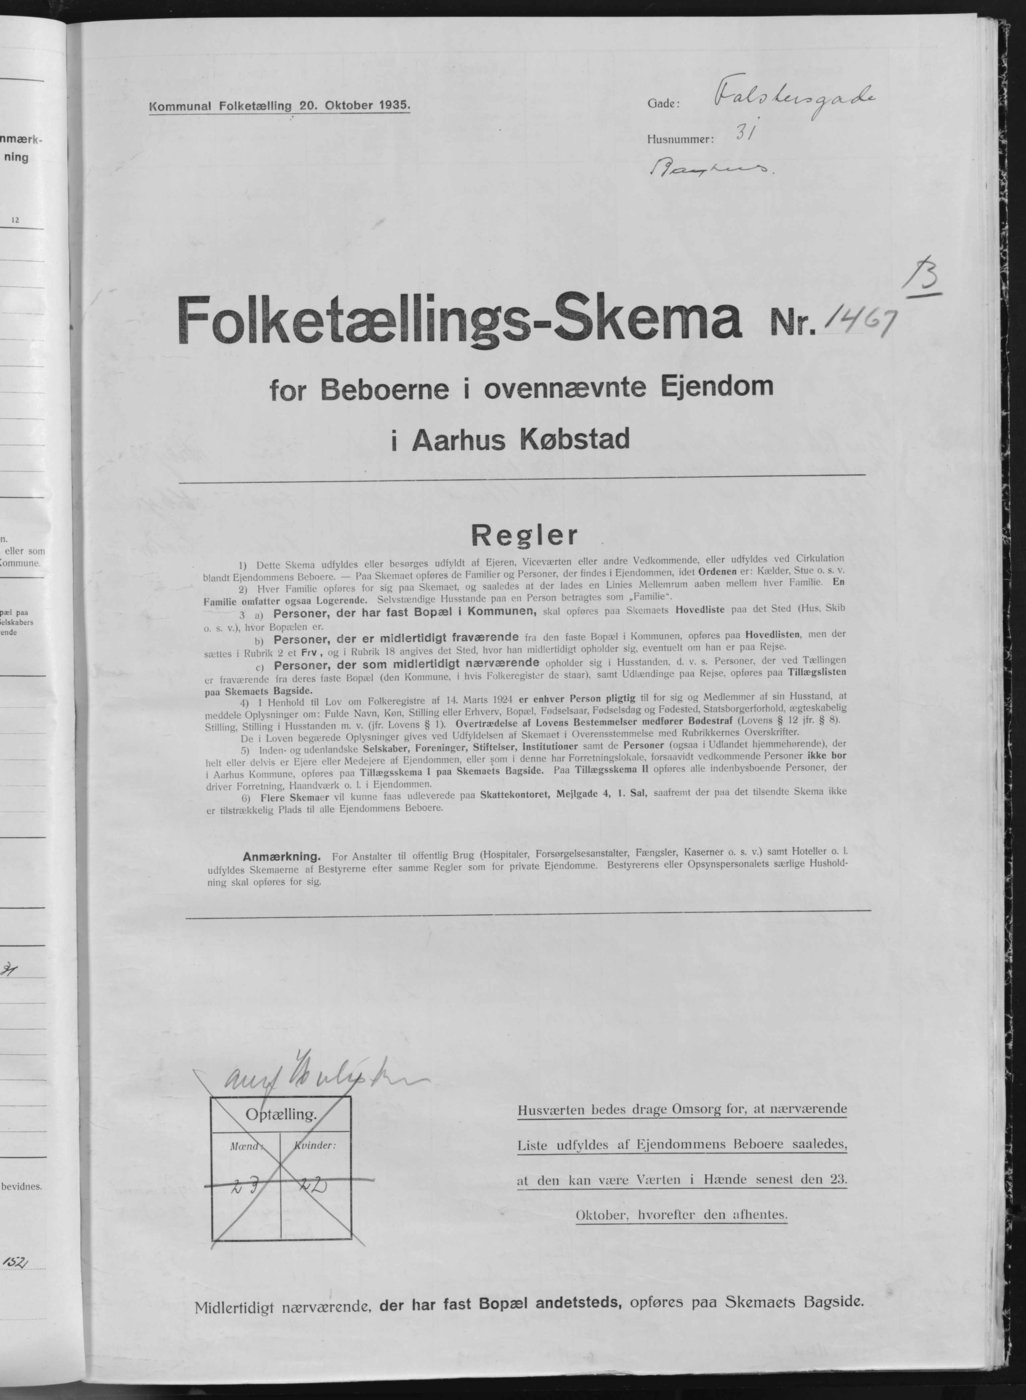 nmærk-
ning
12
n.
eller som
Kommune.
pæl paa
Selskabers
ende
31
bevidnes.
152
Kommunal Folketælling 20. Oktober 1935.
Gade: Falstersgade
Husnummer: 31
Baghus.
B
Folketællings-Skema Nr. 1467
for Beboerne i ovennævnte Ejendom
i Aarhus Købstad
Regler
1) Dette Skema udfyldes eller besørges udfyldt af Ejeren, Viceværten eller andre Vedkommende, eller udfyldes ved Cirkulation
blandt Ejendommens Beboere. — Paa Skemaet opføres de Familier og Personer, der findes i Ejendommen, idet Ordenen er: Kælder, Stue o. s. v.
2) Hver Familie opføres for sig paa Skemaet, og saaledes at der lades en Linies Mellemrum aaben mellem hver Familie. En
Familie omfatter ogsaa Logerende. Selvstændige Husstande paa en Person betragtes som „Familie".
3 a) Personer, der har fast Bopæl i Kommunen, skal opføres paa Skemaets Hovedliste paa det Sted (Hus, Skib
o. s. v.), hvor Bopælen er.
b) Personer, der er midlertidigt fraværende fra den faste Bopæl i Kommunen, opføres paa Hovedlisten, men der
sættes i Rubrik 2 et Frv., og i Rubrik 18 angives det Sted, hvor han midlertidigt opholder sig, eventuelt om han er paa Rejse.
c) Personer, der som midlertidigt nærværende opholder sig i Husstanden, d. v. s. Personer, der ved Tællingen
er fraværende fra deres faste Bopæl (den Kommune, i hvis Folkeregister de staar), samt Udlændinge paa Rejse, opføres paa Tillægslisten
paa Skemaets Bagside.
4) I Henhold til Lov om Folkeregistre af 14. Marts 1924 er enhver Person pligtig til for sig og Medlemmer af sin Husstand, at
meddele Oplysninger om: Fulde Navn, Køn, Stilling eller Erhverv, Bopæl, Fødselsaar, Fødselsdag og Fødested, Statsborgerforhold, ægteskabelig
Stilling, Stilling i Husstanden m. v. (jfr. Lovens § 1). Overtrædelse af Lovens Bestemmelser medfører Bødestraf (Lovens § 12 jfr. § 8).
De i Loven begærede Oplysninger gives ved Udfyldelsen af Skemaet i Overensstemmelse med Rubrikkernes Overskrifter.
5) Inden- og udenlandske Selskaber, Foreninger, Stiftelser, Institutioner samt de Personer (ogsaa i Udlandet hjemmehørende), der
helt eller delvis er Ejere eller Medejere af Ejendommen, eller som i denne har Forretningslokale, forsaavidt vedkommende Personer ikke bor
i Aarhus Kommune, opføres paa Tillægsskema I paa Skemaets Bagside. Paa Tillægsskema II opføres alle indenbysboende Personer, der
driver Forretning, Haandværk o. l. i Ejendommen.
6) Flere Skemaer vil kunne faas udleverede paa Skattekontoret, Mejlgade 4, 1. Sal, saafremt der paa det tilsendte Skema ikke
er tilstrækkelig Plads til alle Ejendommens Beboere.
Anmærkning. For Anstalter til offentlig Brug (Hospitaler, Forsørgelsesanstalter, Fængsler, Kaserner o. s. v.) samt Hoteller o. l.
udfyldes Skemaerne af Bestyrerne efter samme Regler som for private Ejendomme. Bestyrerens eller Opsynspersonalets særlige Hushold-
ning skal opføres for sig.
Optælling.
Mænd: Kvinder:
23 22
Husværten bedes drage Omsorg for, at nærværende
Liste udfyldes af Ejendommens Beboere saaledes,
at den kan være Værten i Hænde senest den 23.
Oktober, hvorefter den afhentes.
Midlertidigt nærværende, der har fast Bopæl andetsteds, opføres paa Skemaets Bagside.